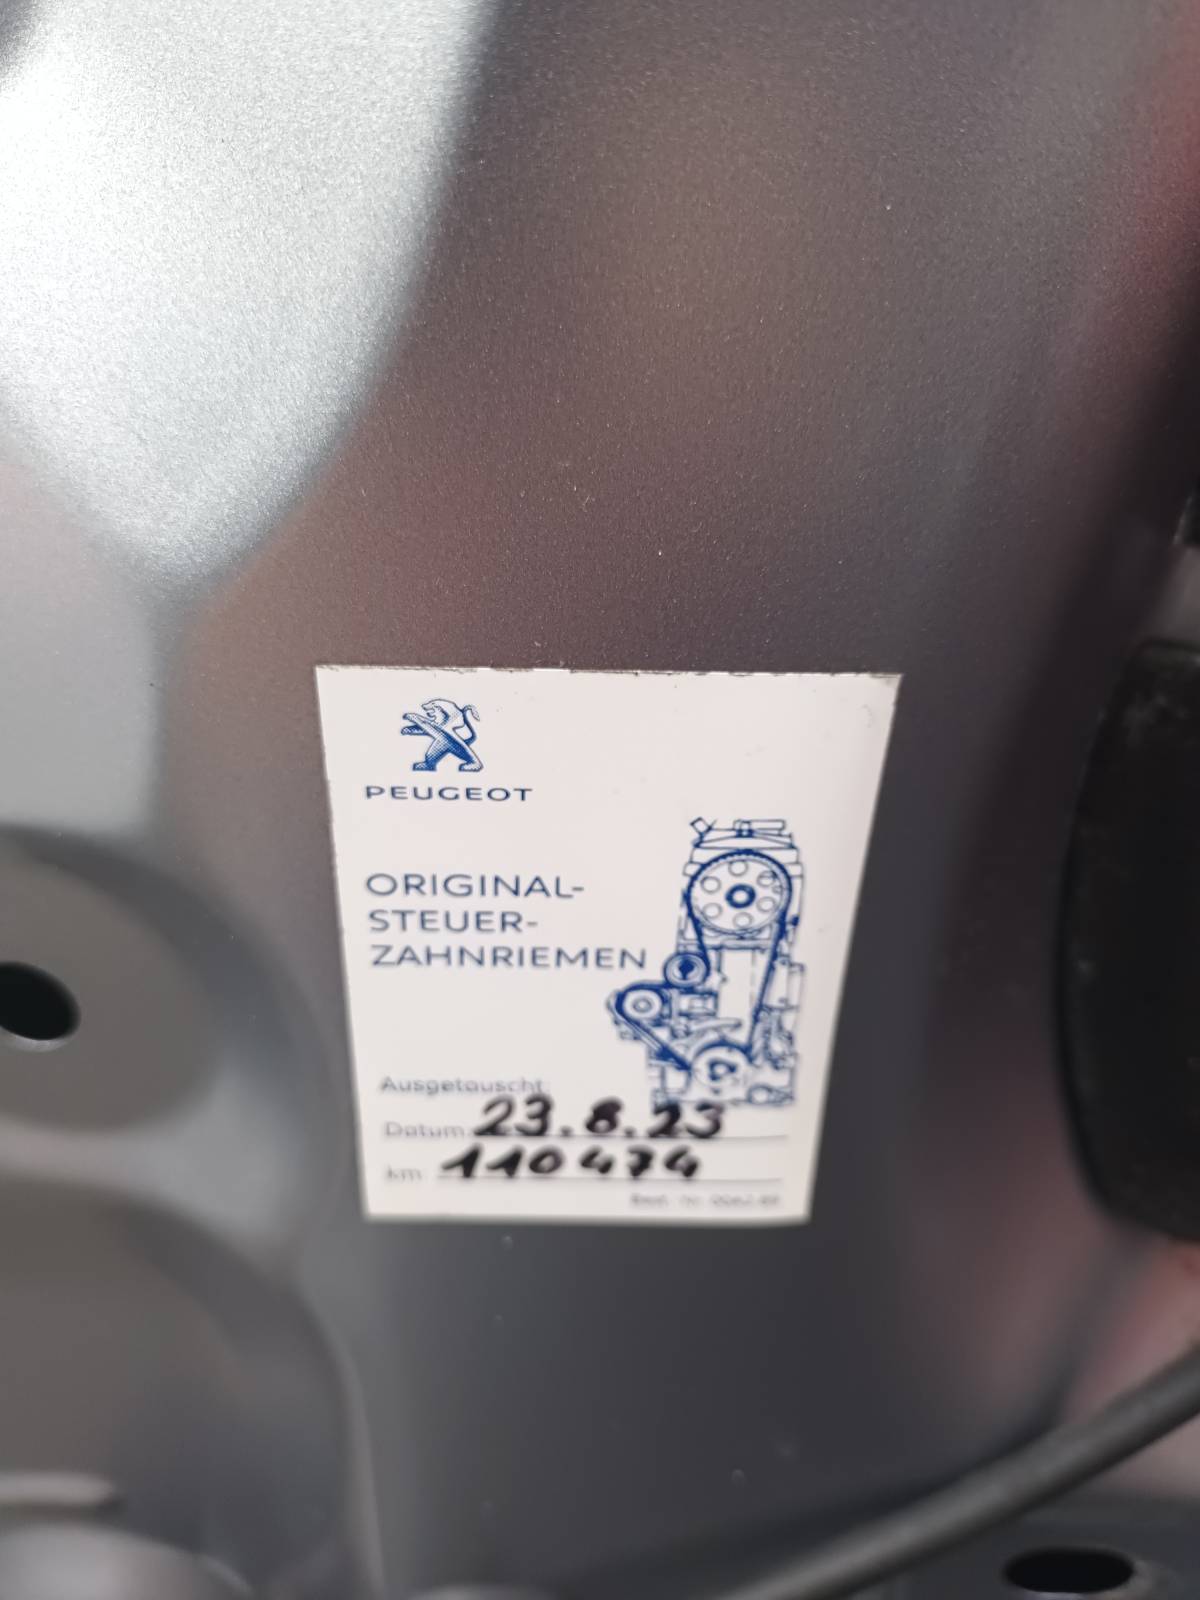 PEUGEOT
ORIGINAL-
STEUER-
ZAHNRIEMEN
Ausgetauscht:
Datum: 23.8.23
km 110474